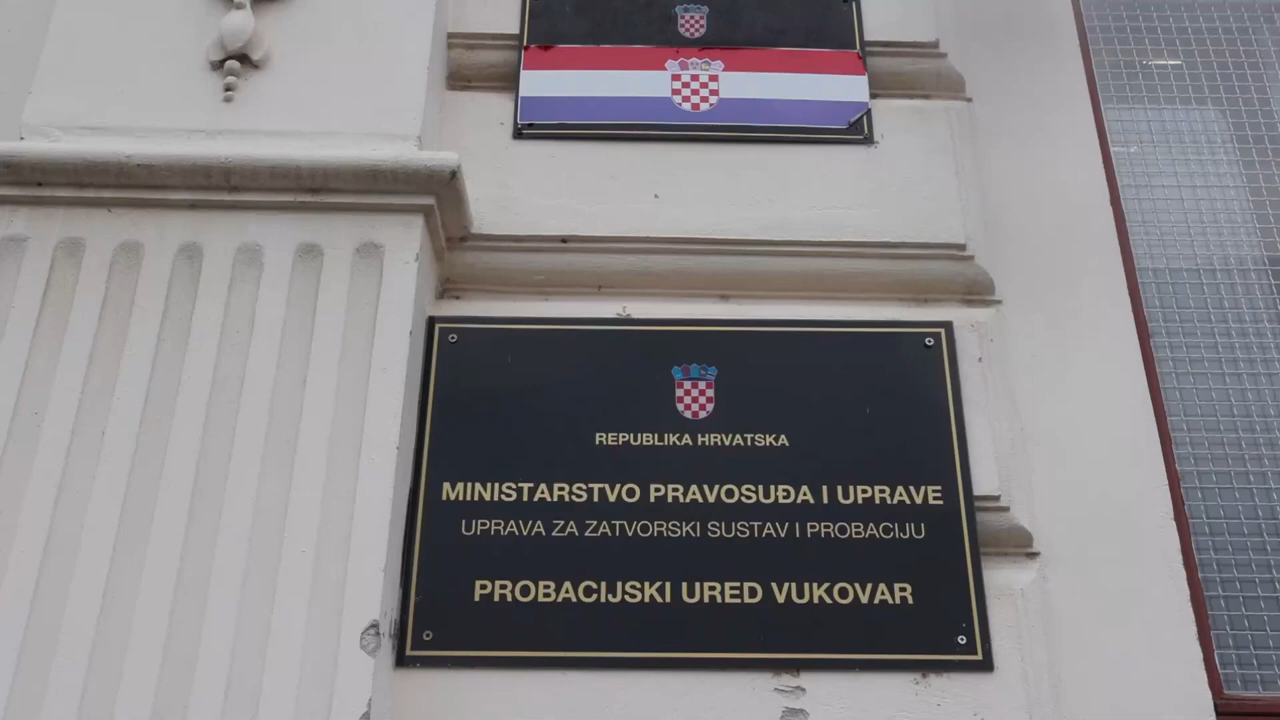 REPUBLIKA HRVATSKA
MINISTARSTVO PRAVOSUĐA I UPRAVE
UPRAVA ZA ZATVORSKI SUSTAV I PROBACIJU
PROBACIJSKI URED VUKOVAR